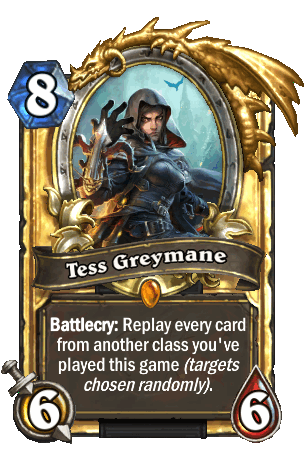 8
Tess Greymane
Battlecry: Replay every card
from another class you've
played this game (targets
chosen randomly).
6
6